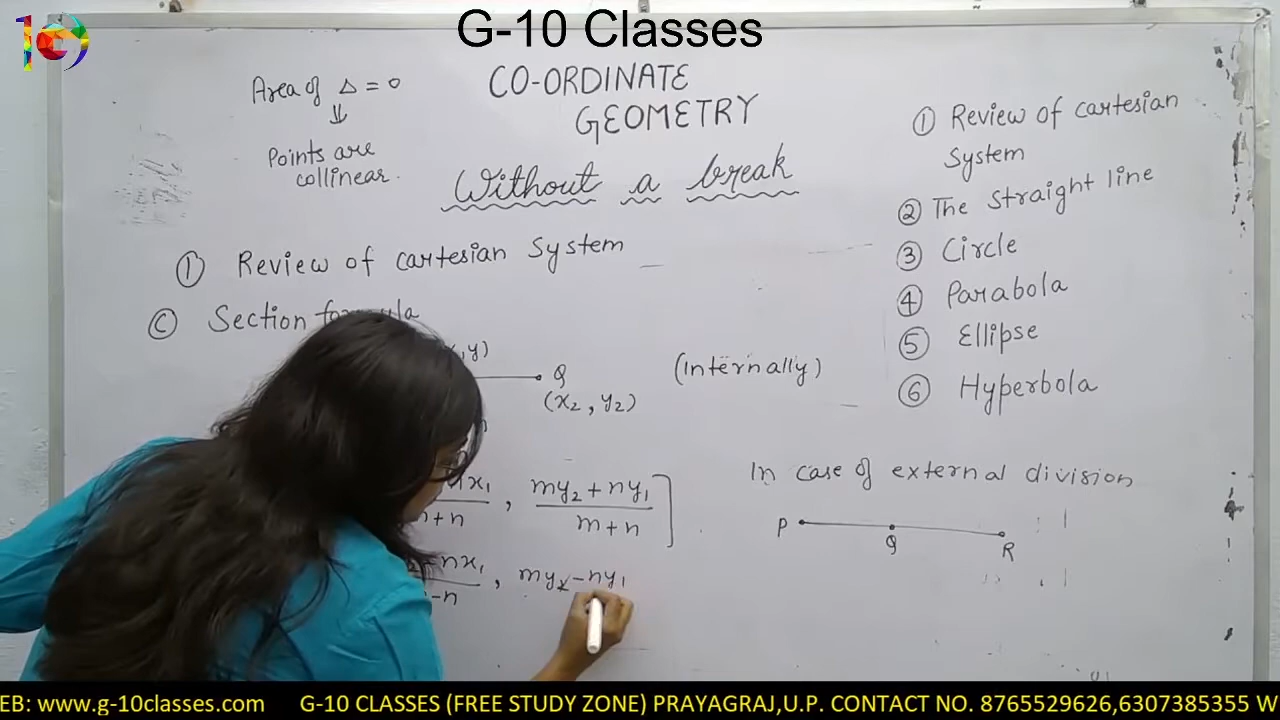 G-10 Classes
Area of Δ = 0
⇓
Points are
collinear.
CO-ORDINATE
GEOMETRY
Without a break
① Review of cartesian System
Ⓒ Section
,y)
Q
(x₂, y₂)
(Internally)
x₁ / +n , my₂+ny₁ / m+n ]
-nx₁ / -n , my₂-ny₁
① Review of cartesian
System
② The straight line
③ Circle
④ Parabola
⑤ Ellipse
⑥ Hyperbola
In case of external division
P Q R
EB: www.g-10classes.com G-10 CLASSES (FREE STUDY ZONE) PRAYAGRAJ,U.P. CONTACT NO. 8765529626,6307385355 W